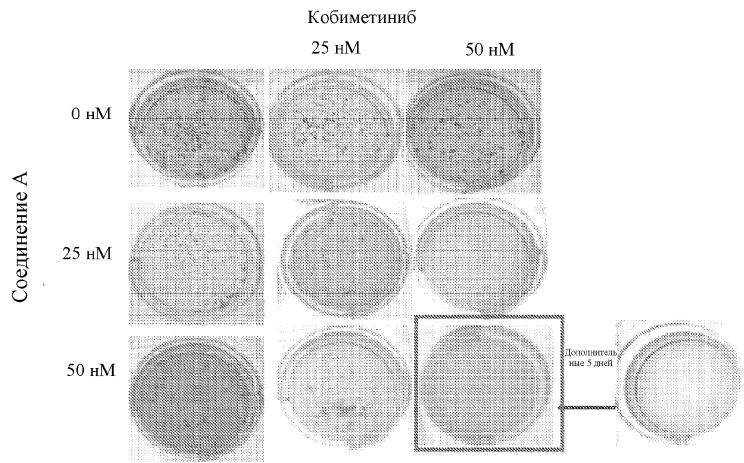 Кобиметиниб
25 нМ
50 нМ
0 нМ
Соединение А
25 нМ
50 нМ
Дополнитель
ные 5 дней